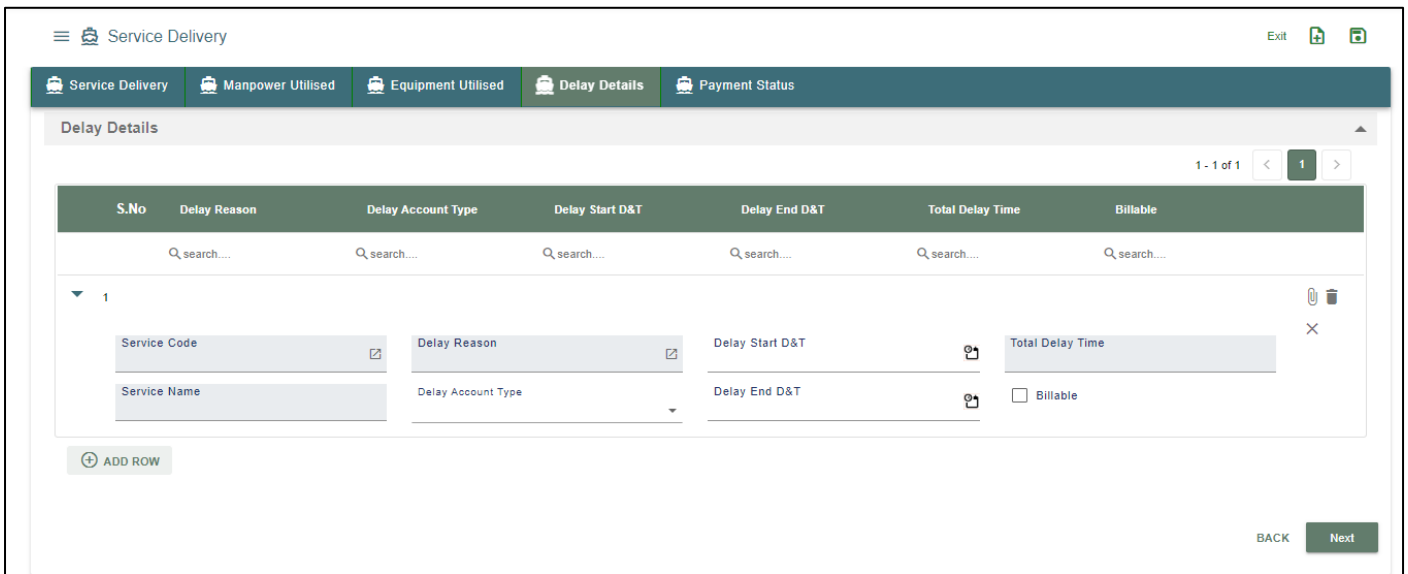 Service Delivery
Exit
Service Delivery Manpower Utilised Equipment Utilised Delay Details Payment Status
Delay Details
1 - 1 of 1 < 1 >
S.No Delay Reason Delay Account Type Delay Start D&T Delay End D&T Total Delay Time Billable
search.... search.... search.... search.... search.... search....
1
Service Code Delay Reason Delay Start D&T Total Delay Time
Service Name Delay Account Type Delay End D&T Billable
ADD ROW
BACK Next